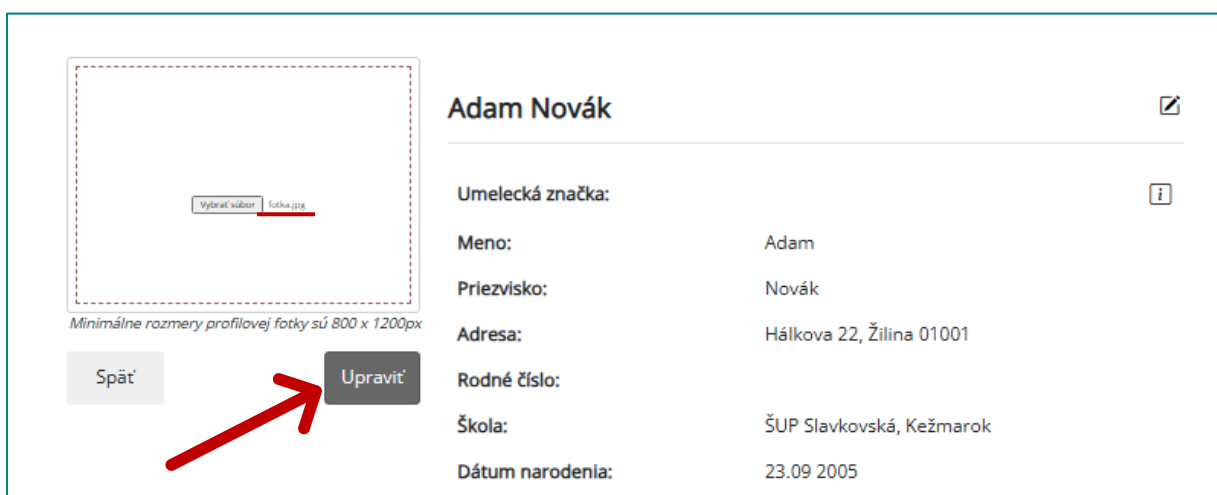 Vybrať súbor fotka.jpg
Minimálne rozmery profilovej fotky sú 800 x 1200px
Späť Upraviť
Adam Novák
Umelecká značka: i
Meno: Adam
Priezvisko: Novák
Adresa: Hálkova 22, Žilina 01001
Rodné číslo:
Škola: ŠUP Slavkovská, Kežmarok
Dátum narodenia: 23.09 2005